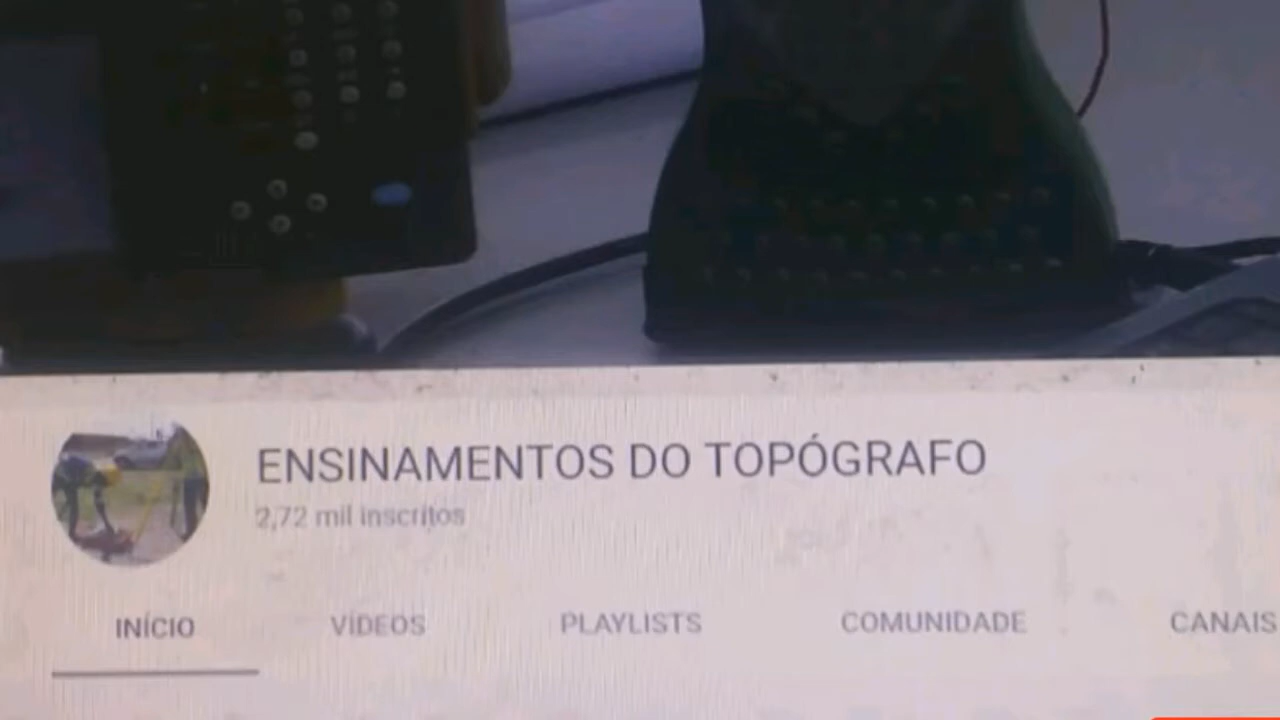 ENSINAMENTOS DO TOPÓGRAFO
2,72 mil inscritos
INÍCIO VÍDEOS PLAYLISTS COMUNIDADE CANAIS